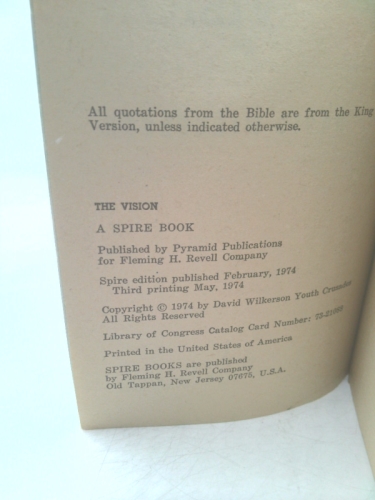 All quotations from the Bible are from the King
Version, unless indicated otherwise.
THE VISION
A SPIRE BOOK
Published by Pyramid Publications
for Fleming H. Revell Company
Spire edition published February, 1974
Third printing May, 1974
Copyright © 1974 by David Wilkerson Youth Crusades
All Rights Reserved
Library of Congress Catalog Card Number:
Printed in the United States of America
SPIRE BOOKS are published
by Fleming H. Revell Company
Old Tappan, New Jersey 07675, U.S.A.